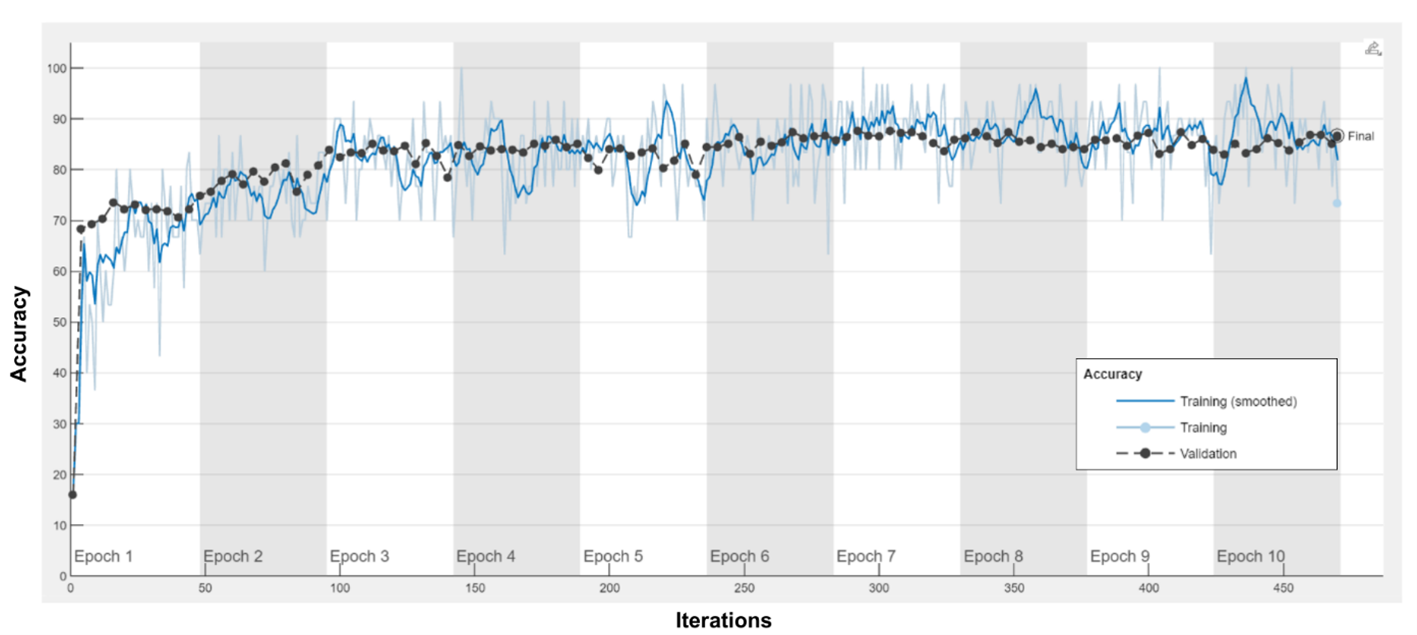 100
90
80
70
60
50
40
30
20
10
0
Accuracy
Final
Accuracy
Training (smoothed)
Training
Validation
Epoch 1 Epoch 2 Epoch 3 Epoch 4 Epoch 5 Epoch 6 Epoch 7 Epoch 8 Epoch 9 Epoch 10
0 50 100 150 200 250 300 350 400 450
Iterations